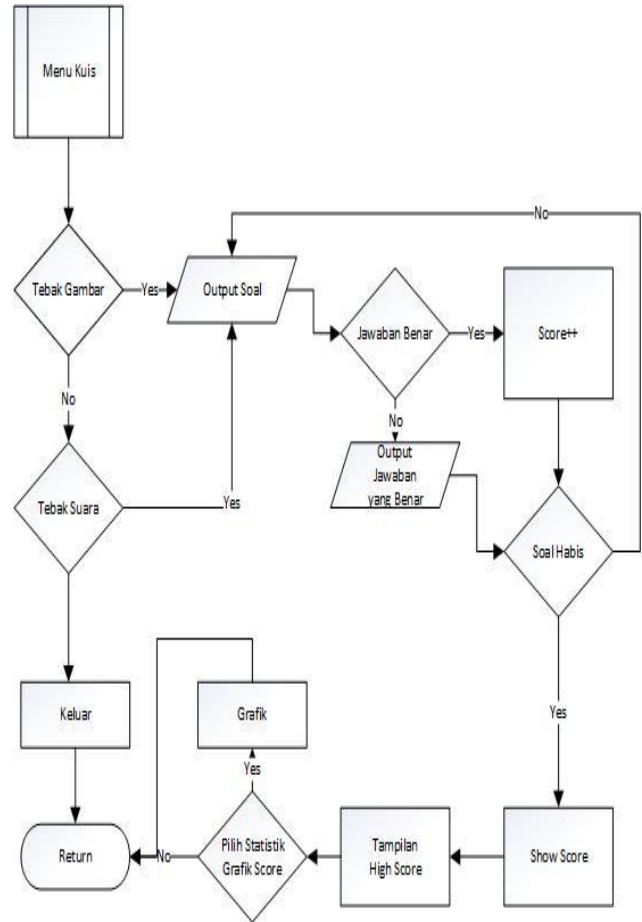 Menu Kuis
No
Tebak Gambar
Yes
Output Soal
Jawaban Benar
Yes
Score++
No
No
Output
Jawaban
yang Benar
Tebak Suara
Yes
Soal Habis
Keluar
Grafik
Yes
Yes
Return
No
Pilih Statistik
Grafik Score
Tampilan
High Score
Show Score